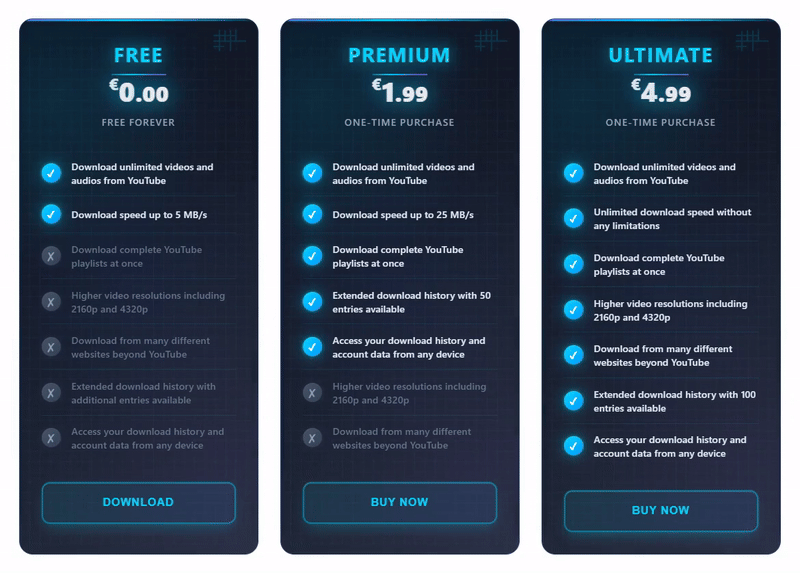 FREE
€0.00
FREE FOREVER
✓ Download unlimited videos and
audios from YouTube
✓ Download speed up to 5 MB/s
✗ Download complete YouTube
playlists at once
✗ Higher video resolutions including
2160p and 4320p
✗ Download from many different
websites beyond YouTube
✗ Extended download history with
additional entries available
✗ Access your download history and
account data from any device
DOWNLOAD
PREMIUM
€1.99
ONE-TIME PURCHASE
✓ Download unlimited videos and
audios from YouTube
✓ Download speed up to 25 MB/s
✓ Download complete YouTube
playlists at once
✓ Extended download history with 50
entries available
✓ Access your download history and
account data from any device
✗ Higher video resolutions including
2160p and 4320p
✗ Download from many different
websites beyond YouTube
BUY NOW
ULTIMATE
€4.99
ONE-TIME PURCHASE
✓ Download unlimited videos and
audios from YouTube
✓ Unlimited download speed without
any limitations
✓ Download complete YouTube
playlists at once
✓ Higher video resolutions including
2160p and 4320p
✓ Download from many different
websites beyond YouTube
✓ Extended download history with 100
entries available
✓ Access your download history and
account data from any device
BUY NOW